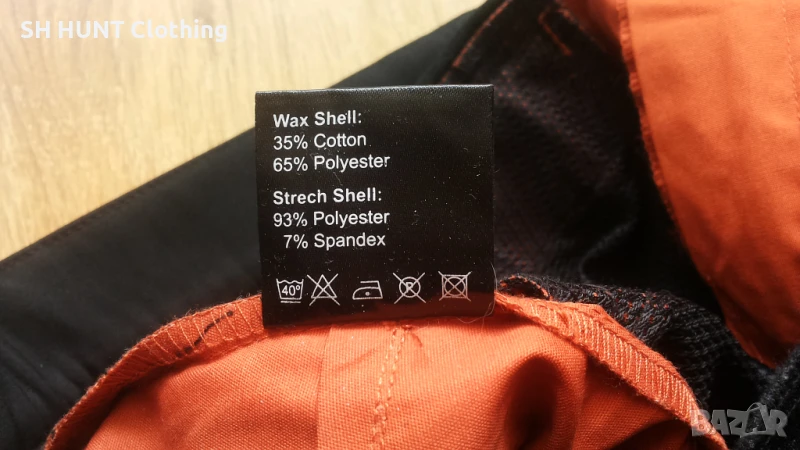 SH HUNT Clothing
Wax Shell:
35% Cotton
65% Polyester
Strech Shell:
93% Polyester
7% Spandex
40°
P
BAZAR